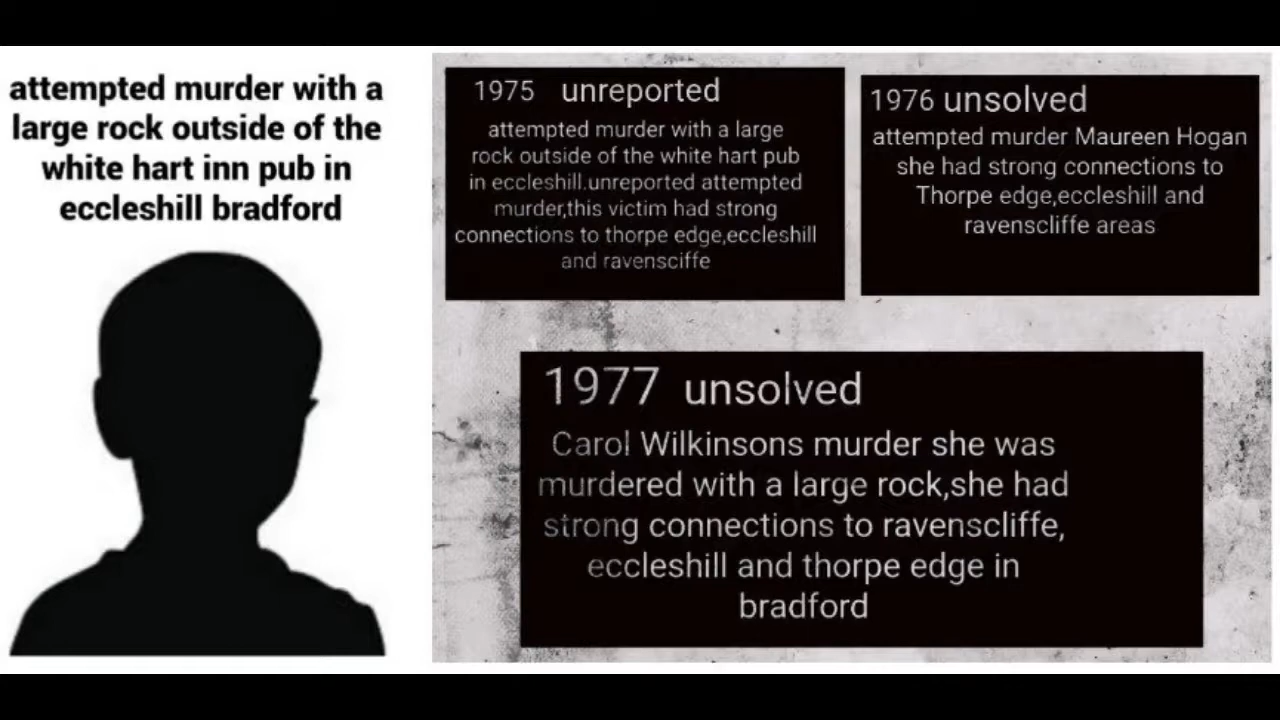 attempted murder with a
large rock outside of the
white hart inn pub in
eccleshill bradford
1975 unreported
attempted murder with a large
rock outside of the white hart pub
in eccleshill.unreported attempted
murder,this victim had strong
connections to thorpe edge,eccleshill
and ravensciffe
1976 unsolved
attempted murder Maureen Hogan
she had strong connections to
Thorpe edge,eccleshill and
ravenscliffe areas
1977 unsolved
Carol Wilkinsons murder she was
murdered with a large rock,she had
strong connections to ravenscliffe,
eccleshill and thorpe edge in
bradford